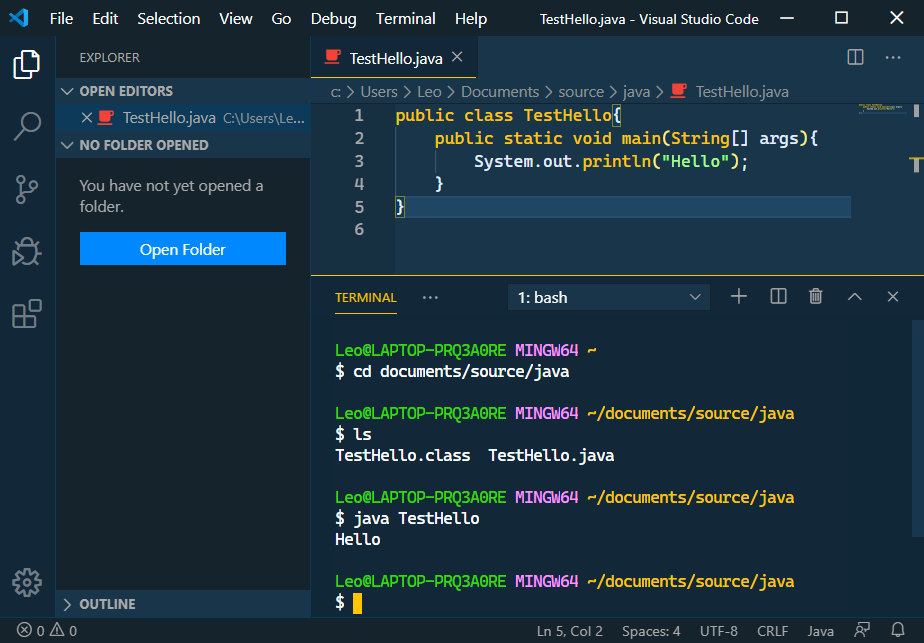 File Edit Selection View Go Debug Terminal Help TestHello.java - Visual Studio Code
EXPLORER
OPEN EDITORS
TestHello.java C:\Users\Le...
NO FOLDER OPENED
You have not yet opened a
folder.
Open Folder
OUTLINE
TestHello.java
c: > Users > Leo > Documents > source > java > TestHello.java
1 public class TestHello{
2     public static void main(String[] args){
3         System.out.println("Hello");
4     }
5 }
6
TERMINAL ... 1: bash
Leo@LAPTOP-PRQ3A0RE MINGW64 ~
$ cd documents/source/java
Leo@LAPTOP-PRQ3A0RE MINGW64 ~/documents/source/java
$ ls
TestHello.class  TestHello.java
Leo@LAPTOP-PRQ3A0RE MINGW64 ~/documents/source/java
$ java TestHello
Hello
Leo@LAPTOP-PRQ3A0RE MINGW64 ~/documents/source/java
$
0 0 Ln 5, Col 2 Spaces: 4 UTF-8 CRLF Java